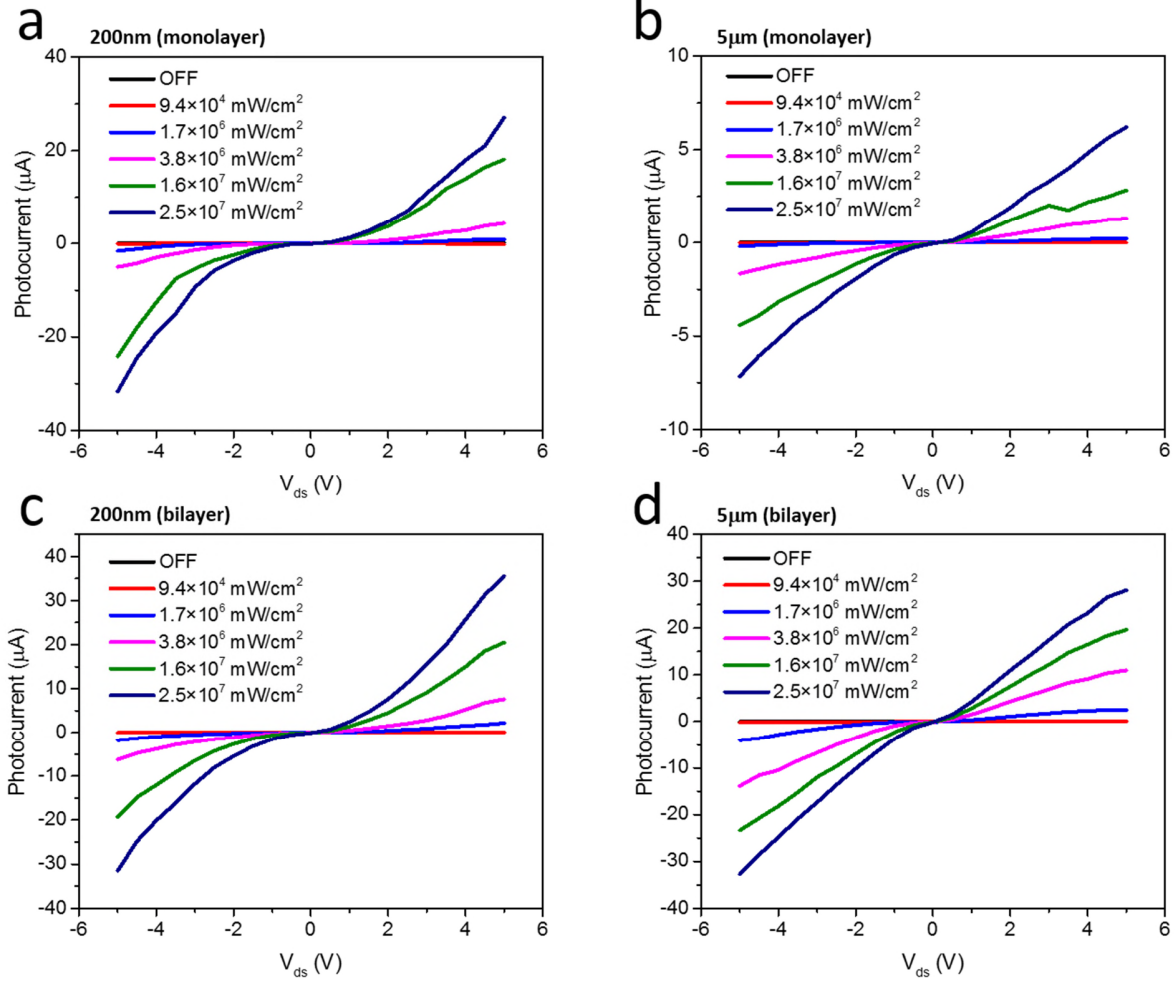 a
200nm (monolayer)
40
20
0
-20
-40
Photocurrent (μA)
OFF
9.4×10⁴ mW/cm²
1.7×10⁶ mW/cm²
3.8×10⁶ mW/cm²
1.6×10⁷ mW/cm²
2.5×10⁷ mW/cm²
-6 -4 -2 0 2 4 6
V_ds (V)
b
5μm (monolayer)
10
5
0
-5
-10
Photocurrent (μA)
OFF
9.4×10⁴ mW/cm²
1.7×10⁶ mW/cm²
3.8×10⁶ mW/cm²
1.6×10⁷ mW/cm²
2.5×10⁷ mW/cm²
-6 -4 -2 0 2 4 6
V_ds (V)
c
200nm (bilayer)
40
30
20
10
0
-10
-20
-30
-40
Photocurrent (μA)
OFF
9.4×10⁴ mW/cm²
1.7×10⁶ mW/cm²
3.8×10⁶ mW/cm²
1.6×10⁷ mW/cm²
2.5×10⁷ mW/cm²
-6 -4 -2 0 2 4 6
V_ds (V)
d
5μm (bilayer)
40
30
20
10
0
-10
-20
-30
-40
Photocurrent (μA)
OFF
9.4×10⁴ mW/cm²
1.7×10⁶ mW/cm²
3.8×10⁶ mW/cm²
1.6×10⁷ mW/cm²
2.5×10⁷ mW/cm²
-6 -4 -2 0 2 4 6
V_ds (V)